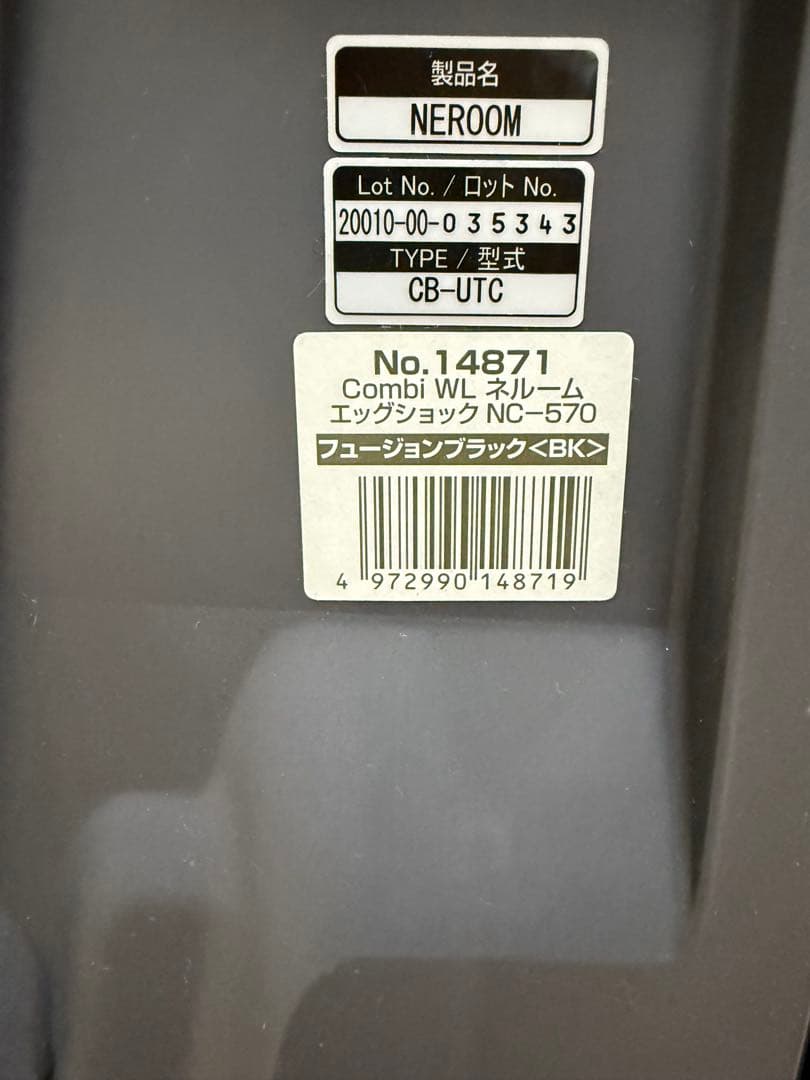 製品名
NEROOM
Lot No. / ロット No.
20010-00-035343
TYPE / 型式
CB-UTC
No.14871
Combi WL ネルーム
エッグショック NC-570
フュージョンブラック<BK>
4 972990 148719